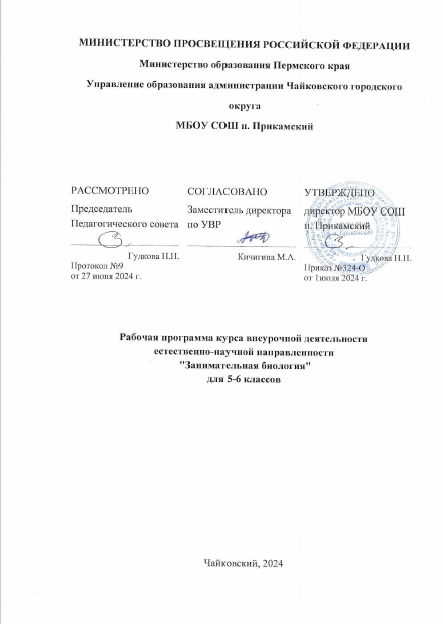 МИНИСТЕРСТВО ПРОСВЕЩЕНИЯ РОССИЙСКОЙ ФЕДЕРАЦИИ
Министерство образования Пермского края
Управление образования администрации Чайковского городского
округа
МБОУ СОШ п. Прикамский
РАССМОТРЕНО
Председатель
Педагогического совета
Гудкова Н.Н.
Протокол №9
от 27 июня 2024 г.
СОГЛАСОВАНО
Заместитель директора
по УВР
Кичигина М.А.
УТВЕРЖДЕНО
директор МБОУ СОШ
п. Прикамский
Гудкова Н.Н.
Приказ №324-О
от 1июля 2024 г.
Рабочая программа курса внеурочной деятельности
естественно-научной направленности
"Занимательная биология"
для 5-6 классов
Чайковский, 2024